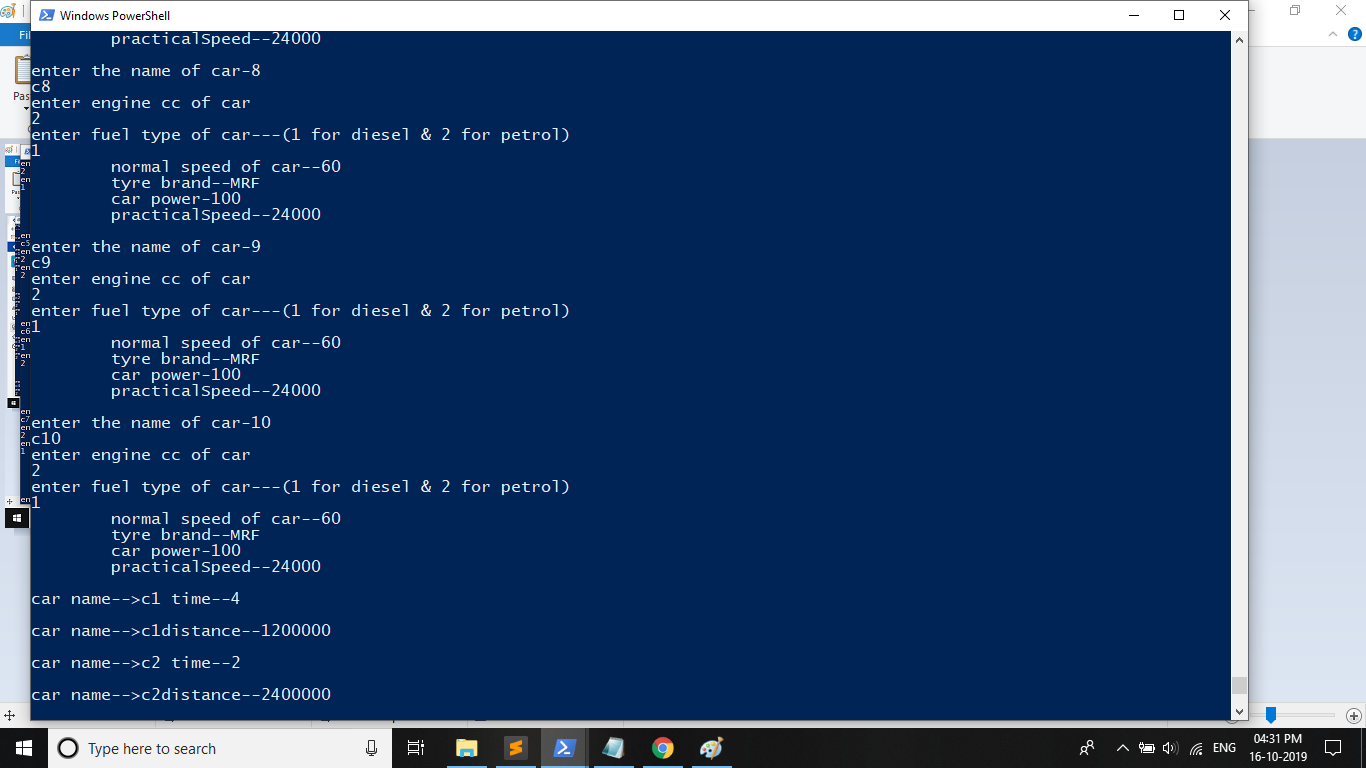 Windows PowerShell
Fil
Pas
practicalSpeed--24000
enter the name of car-8
c8
enter engine cc of car
2
enter fuel type of car---(1 for diesel & 2 for petrol)
1
normal speed of car--60
tyre brand--MRF
car power-100
practicalSpeed--24000
enter the name of car-9
c9
enter engine cc of car
2
enter fuel type of car---(1 for diesel & 2 for petrol)
1
normal speed of car--60
tyre brand--MRF
car power-100
practicalSpeed--24000
enter the name of car-10
c10
enter engine cc of car
2
enter fuel type of car---(1 for diesel & 2 for petrol)
1
normal speed of car--60
tyre brand--MRF
car power-100
practicalSpeed--24000
car name-->c1 time--4
car name-->c1distance--1200000
car name-->c2 time--2
car name-->c2distance--2400000
Type here to search
ENG
04:31 PM
16-10-2019